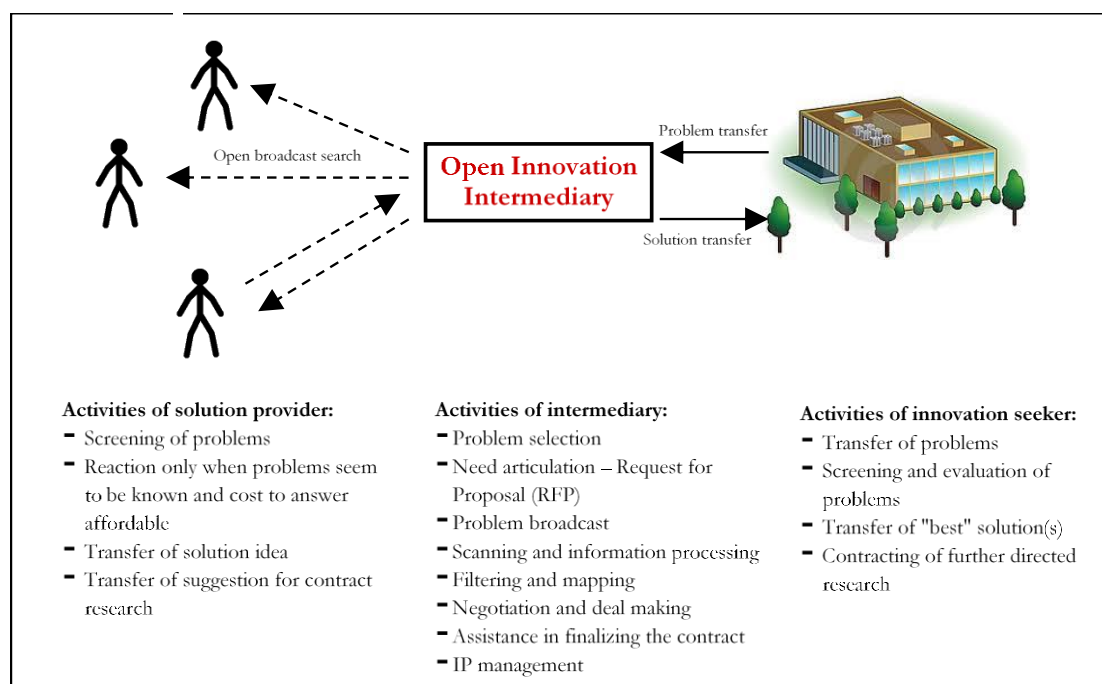 Open broadcast search
Open Innovation
Intermediary
Problem transfer
Solution transfer
Activities of solution provider:
- Screening of problems
- Reaction only when problems seem
to be known and cost to answer
affordable
- Transfer of solution idea
- Transfer of suggestion for contract
research
Activities of intermediary:
- Problem selection
- Need articulation – Request for
Proposal (RFP)
- Problem broadcast
- Scanning and information processing
- Filtering and mapping
- Negotiation and deal making
- Assistance in finalizing the contract
- IP management
Activities of innovation seeker:
- Transfer of problems
- Screening and evaluation of
problems
- Transfer of "best" solution(s)
- Contracting of further directed
research